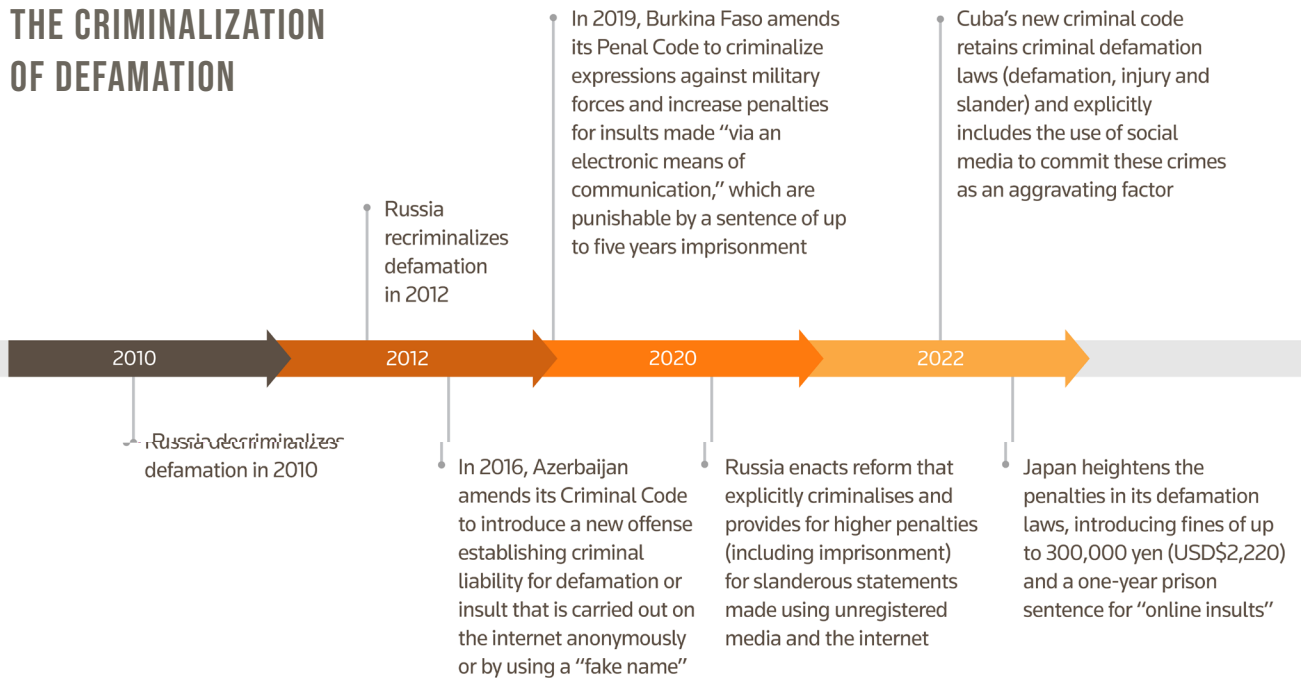 THE CRIMINALIZATION
OF DEFAMATION
In 2019, Burkina Faso amends
its Penal Code to criminalize
expressions against military
forces and increase penalties
for insults made “via an
electronic means of
communication,” which are
punishable by a sentence of up
to five years imprisonment
Cuba’s new criminal code
retains criminal defamation
laws (defamation, injury and
slander) and explicitly
includes the use of social
media to commit these crimes
as an aggravating factor
Russia
recriminalizes
defamation
in 2012
2010
2012
2020
2022
Russia decriminalizes
defamation in 2010
In 2016, Azerbaijan
amends its Criminal Code
to introduce a new offense
establishing criminal
liability for defamation or
insult that is carried out on
the internet anonymously
or by using a “fake name”
Russia enacts reform that
explicitly criminalises and
provides for higher penalties
(including imprisonment)
for slanderous statements
made using unregistered
media and the internet
Japan heightens the
penalties in its defamation
laws, introducing fines of up
to 300,000 yen (USD$2,220)
and a one-year prison
sentence for “online insults”